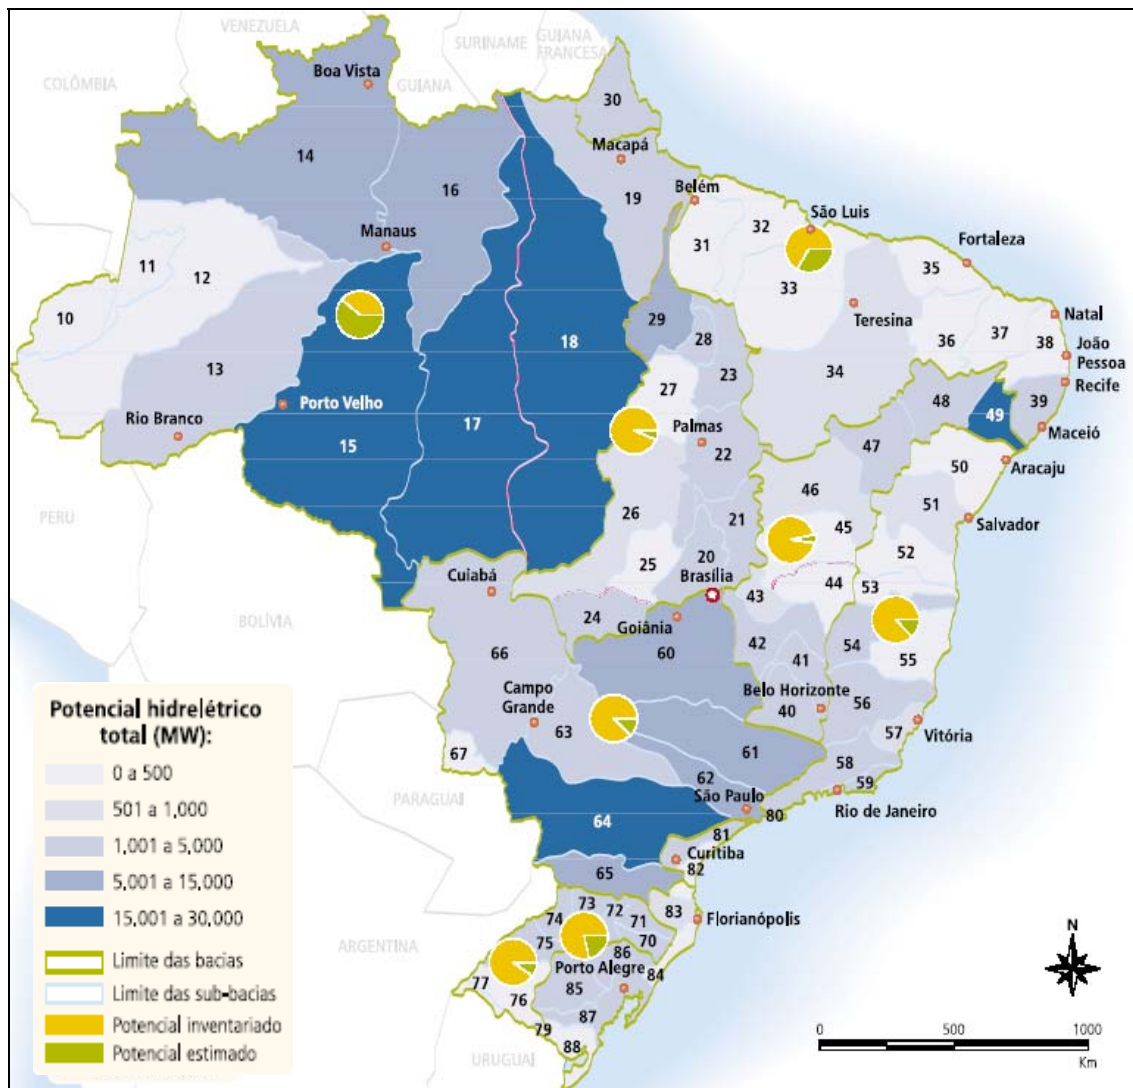 VENEZUELA
SURINAME
GUIANA
FRANCESA
COLÔMBIA
Boa Vista
GUIANA
30
Macapá
14
16
19
Belém
São Luis
32
31
Fortaleza
Manaus
11
12
35
33
10
29
Teresina
Natal
18
28
36
37
38
João
Pessoa
34
13
23
27
Recife
48
39
Rio Branco
Porto Velho
17
Palmas
49
Maceió
15
22
47
50
Aracaju
46
PERU
26
21
45
51
Salvador
20
52
Cuiabá
25
Brasília
44
53
43
24
Goiânia
BOLÍVIA
42
54
66
60
41
55
Campo
Grande
Belo Horizonte
40
56
63
57
Vitória
67
61
58
62
59
São Paulo
Rio de Janeiro
PARAGUAI
80
64
81
Curitiba
82
65
73
72
83
74
71
Florianópolis
ARGENTINA
75
70
86
Porto Alegre
84
77
85
76
87
79
88
URUGUAI
Potencial hidrelétrico
total (MW):
0 a 500
501 a 1,000
1,001 a 5,000
5,001 a 15,000
15,001 a 30,000
Limite das bacias
Limite das sub-bacias
Potencial inventariado
Potencial estimado
N
0
500
1000
Km